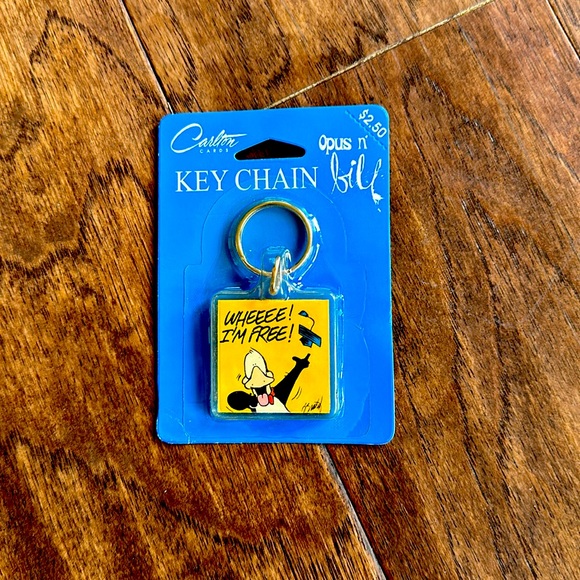 Carlton
CARDS
Opus n'
bill
$2.50
KEY CHAIN
WHEEEE!
I'M FREE!